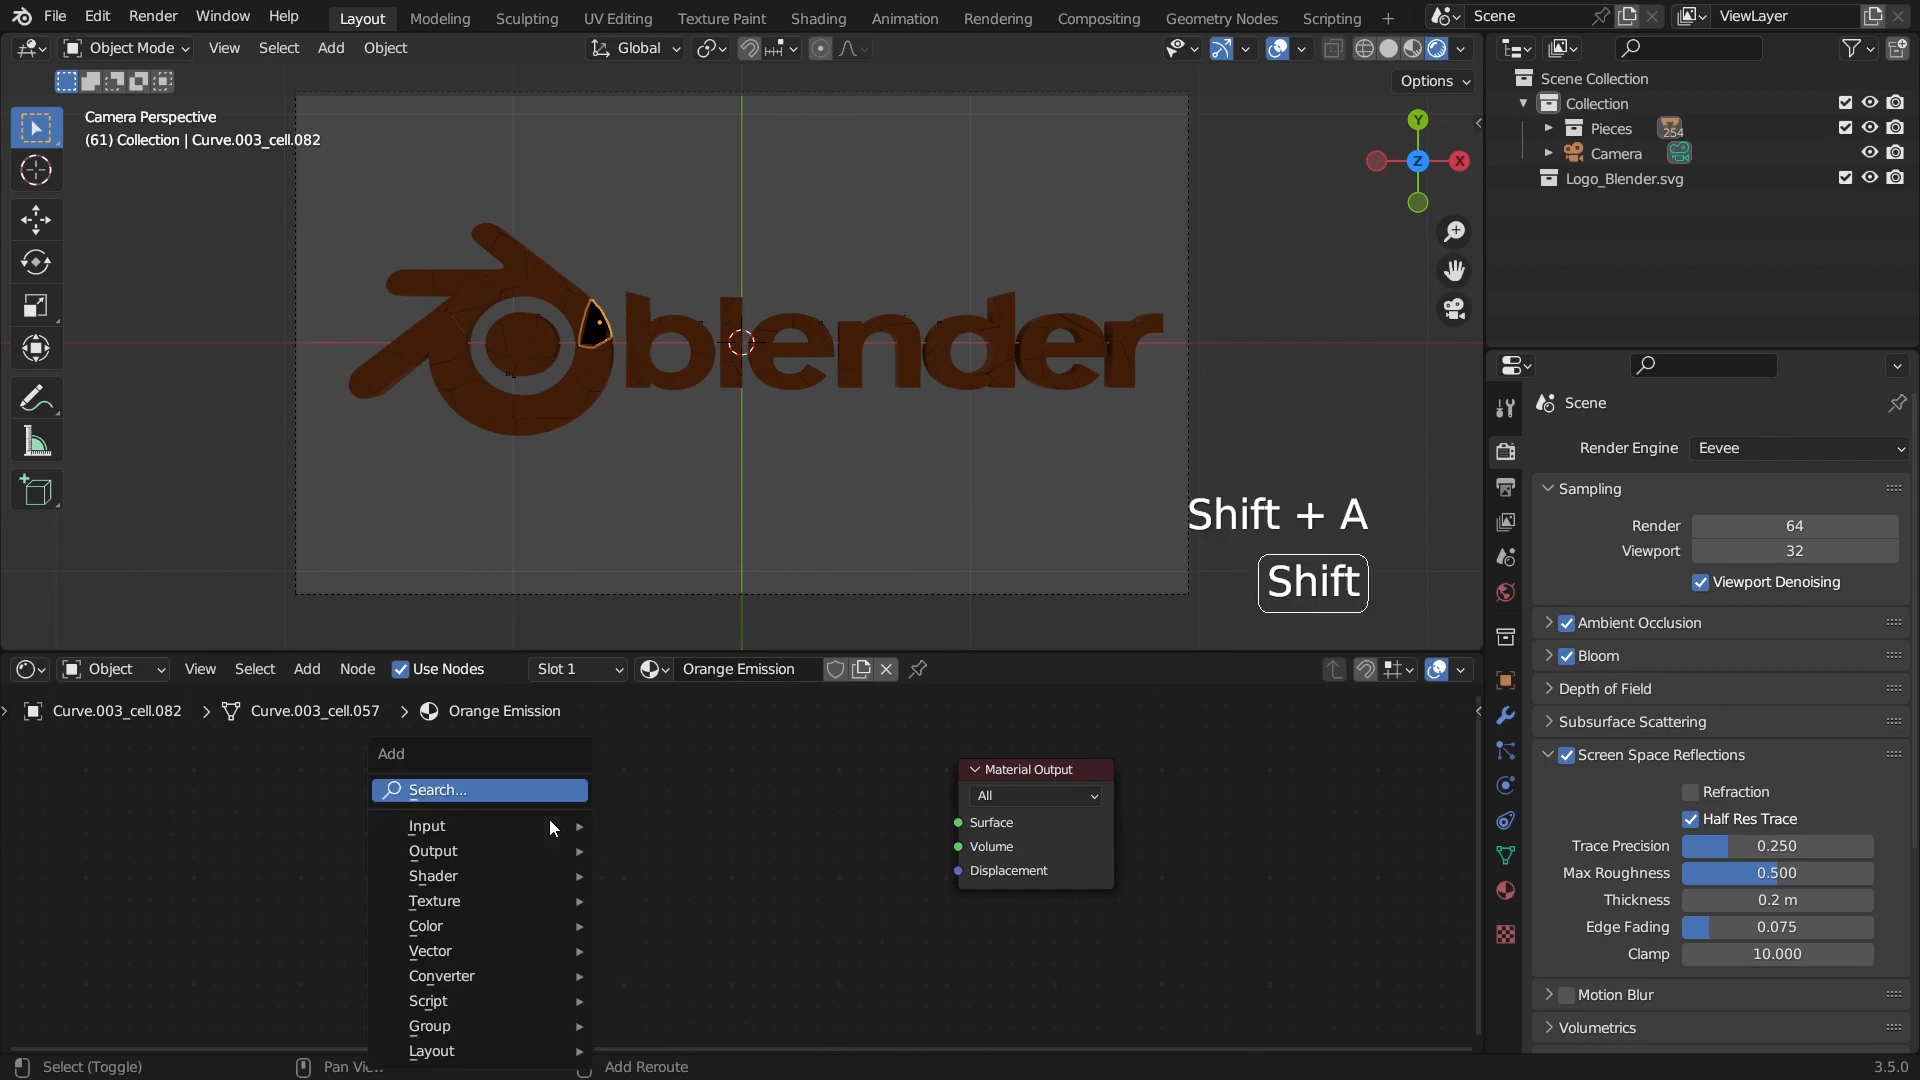 File Edit Render Window Help Layout Modeling Sculpting UV Editing Texture Paint Shading Animation Rendering Compositing Geometry Nodes Scripting + Scene ViewLayer
Object Mode View Select Add Object Global
Options
Camera Perspective
(61) Collection | Curve.003_cell.082
Y
X
Z
blender
Shift + A
Shift
Scene Collection
Collection
Pieces 254
Camera
Logo_Blender.svg
Scene
Render Engine Eevee
Sampling
Render 64
Viewport 32
Viewport Denoising
Ambient Occlusion
Bloom
Depth of Field
Subsurface Scattering
Screen Space Reflections
Refraction
Half Res Trace
Trace Precision 0.250
Max Roughness 0.500
Thickness 0.2 m
Edge Fading 0.075
Clamp 10.000
Motion Blur
Volumetrics
Object View Select Add Node Use Nodes Slot 1 Orange Emission
Curve.003_cell.082 Curve.003_cell.057 Orange Emission
Add
Search...
Input
Output
Shader
Texture
Color
Vector
Converter
Script
Group
Layout
Material Output
All
Surface
Volume
Displacement
Select (Toggle) Pan Add Reroute 3.5.0